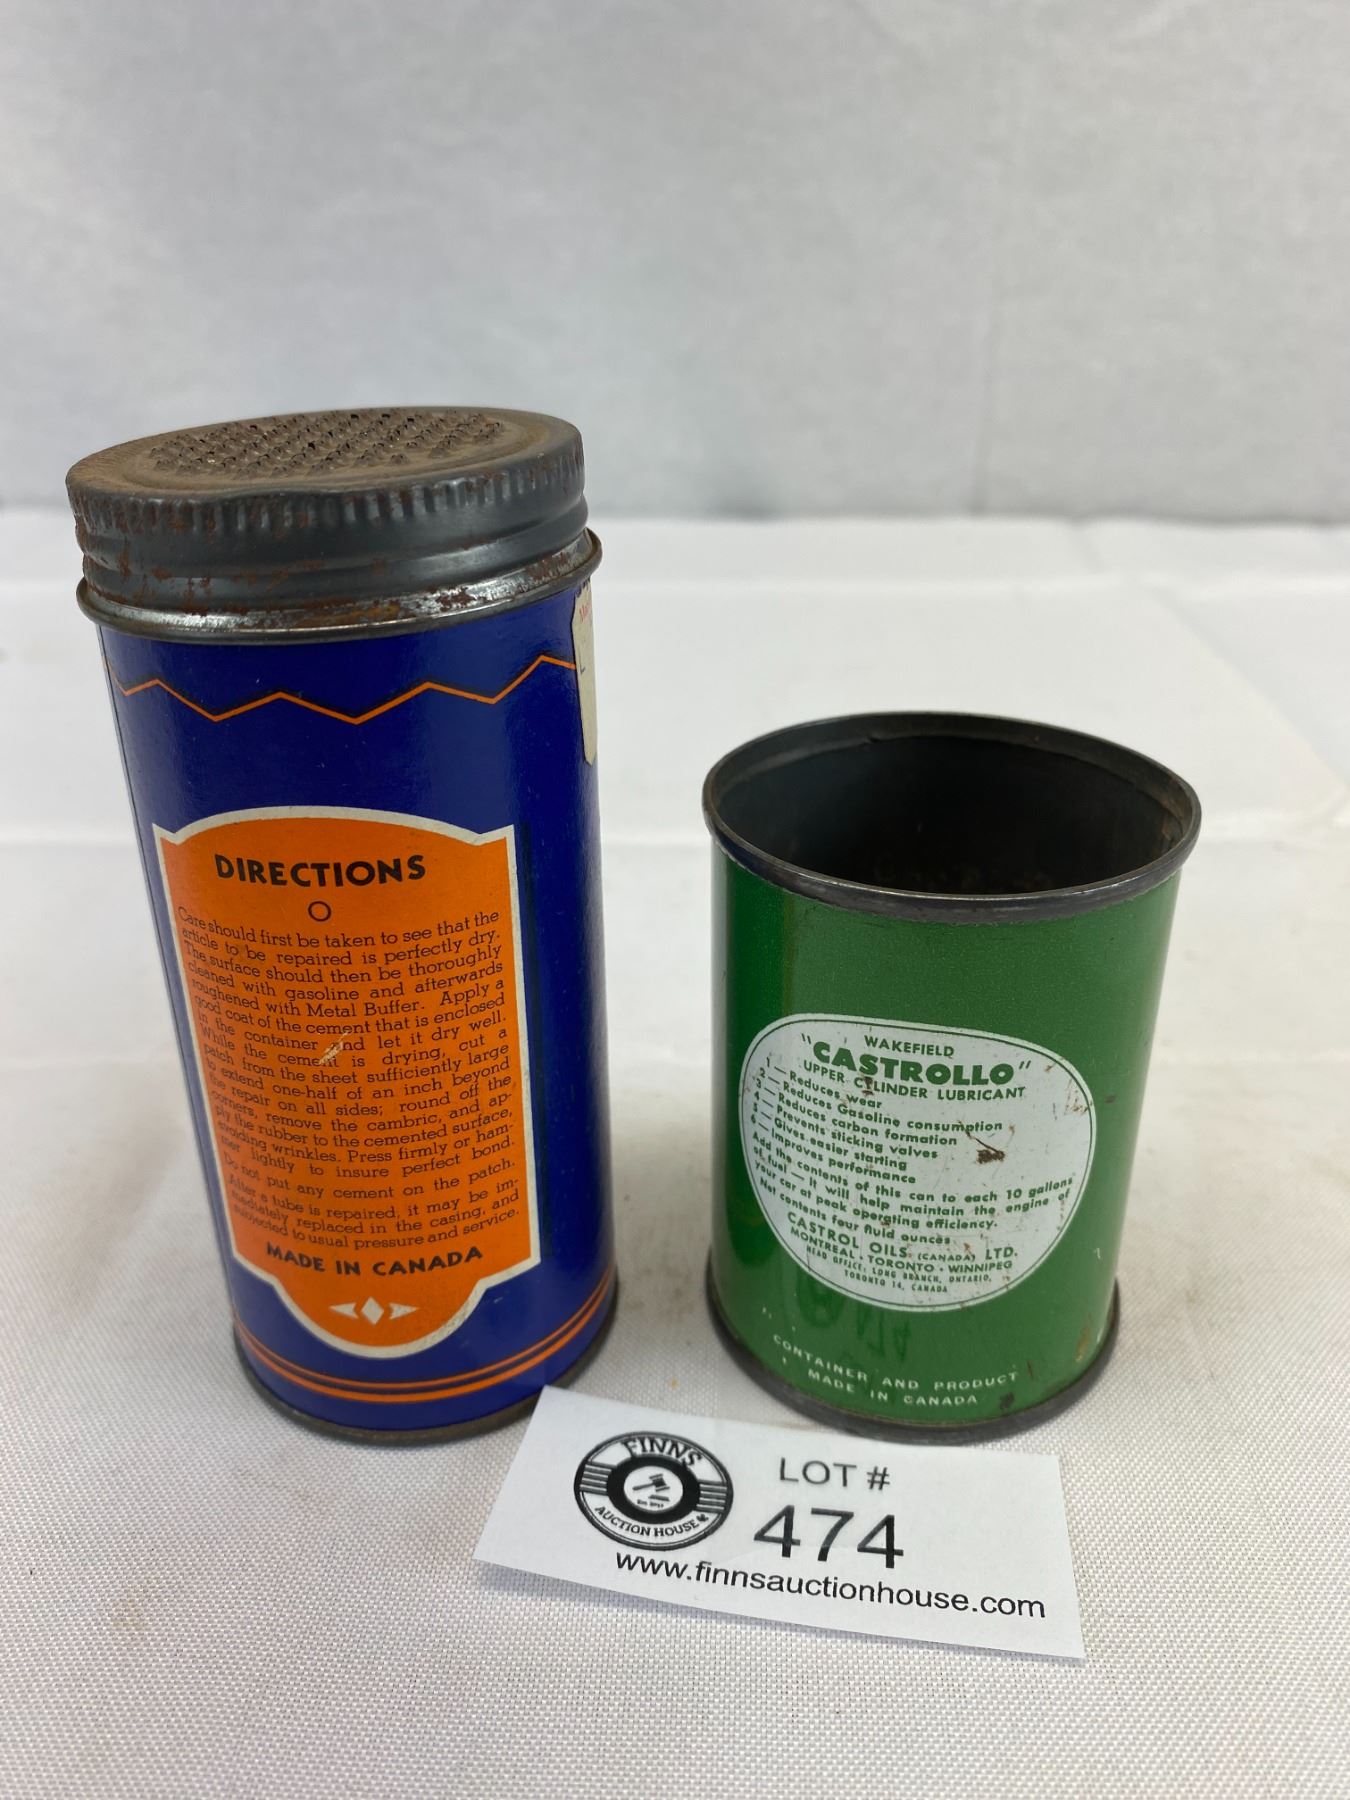 DIRECTIONS
Care should first be taken to see that the
article to be repaired is perfectly dry.
The surface should then be thoroughly
cleaned with gasoline and afterwards
roughened with Metal Buffer. Apply a
good coat of the cement that is enclosed
in the container and let it dry well.
While the cement is drying, cut a
patch from the sheet sufficiently large
to extend one-half of an inch beyond
the repair on all sides; round off the
corners, remove the cambric, and ap-
ply the rubber to the cemented surface,
avoiding wrinkles. Press firmly or ham-
mer lightly to insure perfect bond.
Do not put any cement on the patch.
After a tube is repaired, it may be im-
mediately replaced in the casing, and
subjected to usual pressure and service.
MADE IN CANADA
WAKEFIELD
"CASTROLLO"
UPPER CYLINDER LUBRICANT
1 — Reduces wear
2 — Reduces Gasoline consumption
3 — Reduces carbon formation
4 — Prevents sticking valves
5 — Gives easier starting
6 — Improves performance
Add the contents of this can to each 10 gallons
of fuel — it will help maintain the engine of
your car at peak operating efficiency.
Net contents four fluid ounces
CASTROL OILS (CANADA) LTD.
MONTREAL · TORONTO · WINNIPEG
HEAD OFFICE: LONG BRANCH, ONTARIO,
TORONTO 14, CANADA
CONTAINER AND PRODUCT
MADE IN CANADA
FINNS
AUCTION HOUSE
LOT #
474
www.finnsauctionhouse.com